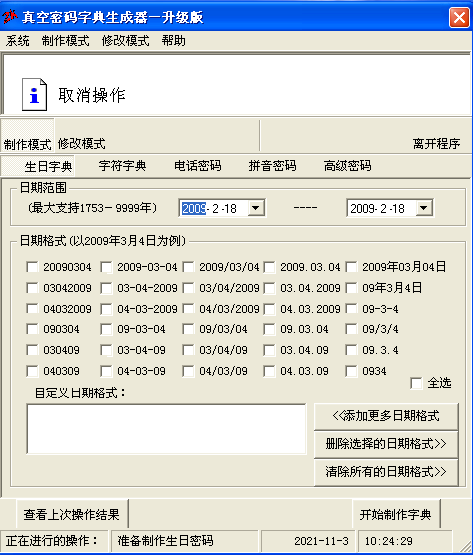 真空密码字典生成器－升级版
系统 制作模式 修改模式 帮助
取消操作
制作模式 修改模式 离开程序
生日字典 字符字典 电话密码 拼音密码 高级密码
日期范围
(最大支持1753－9999年) 2009- 2 -18 ---- 2009- 2 -18
日期格式(以2009年3月4日为例)
20090304 2009-03-04 2009/03/04 2009.03.04 2009年03月04日
03042009 03-04-2009 03/04/2009 03.04.2009 09年3月4日
04032009 04-03-2009 04/03/2009 04.03.2009 09-3-4
090304 09-03-04 09/03/04 09.03.04 09/3/4
030409 03-04-09 03/04/09 03.04.09 09.3.4
040309 04-03-09 04/03/09 04.03.09 0934
全选
自定义日期格式：
<<添加更多日期格式
删除选择的日期格式>>
清除所有的日期格式>>
查看上次操作结果 开始制作字典
正在进行的操作： 准备制作生日密码 2021-11-3 10:24:29